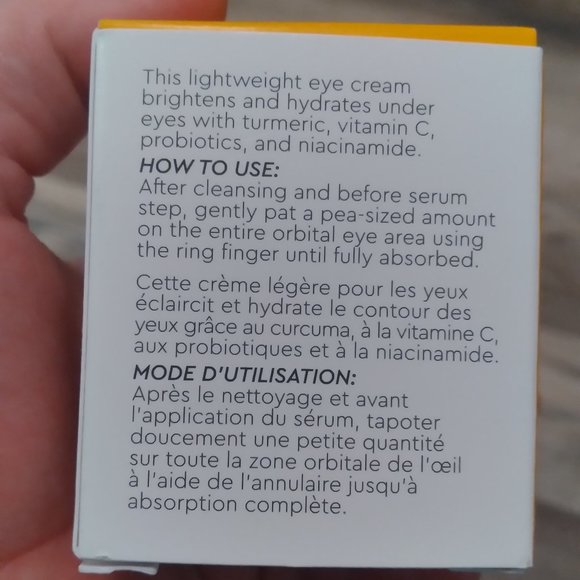 This lightweight eye cream
brightens and hydrates under
eyes with turmeric, vitamin C,
probiotics, and niacinamide.
HOW TO USE:
After cleansing and before serum
step, gently pat a pea-sized amount
on the entire orbital eye area using
the ring finger until fully absorbed.
Cette crème légère pour les yeux
éclaircit et hydrate le contour des
yeux grâce au curcuma, à la vitamine C,
aux probiotiques et à la niacinamide.
MODE D'UTILISATION:
Après le nettoyage et avant
l'application du sérum, tapoter
doucement une petite quantité
sur toute la zone orbitale de l'œil
à l'aide de l'annulaire jusqu'à
absorption complète.